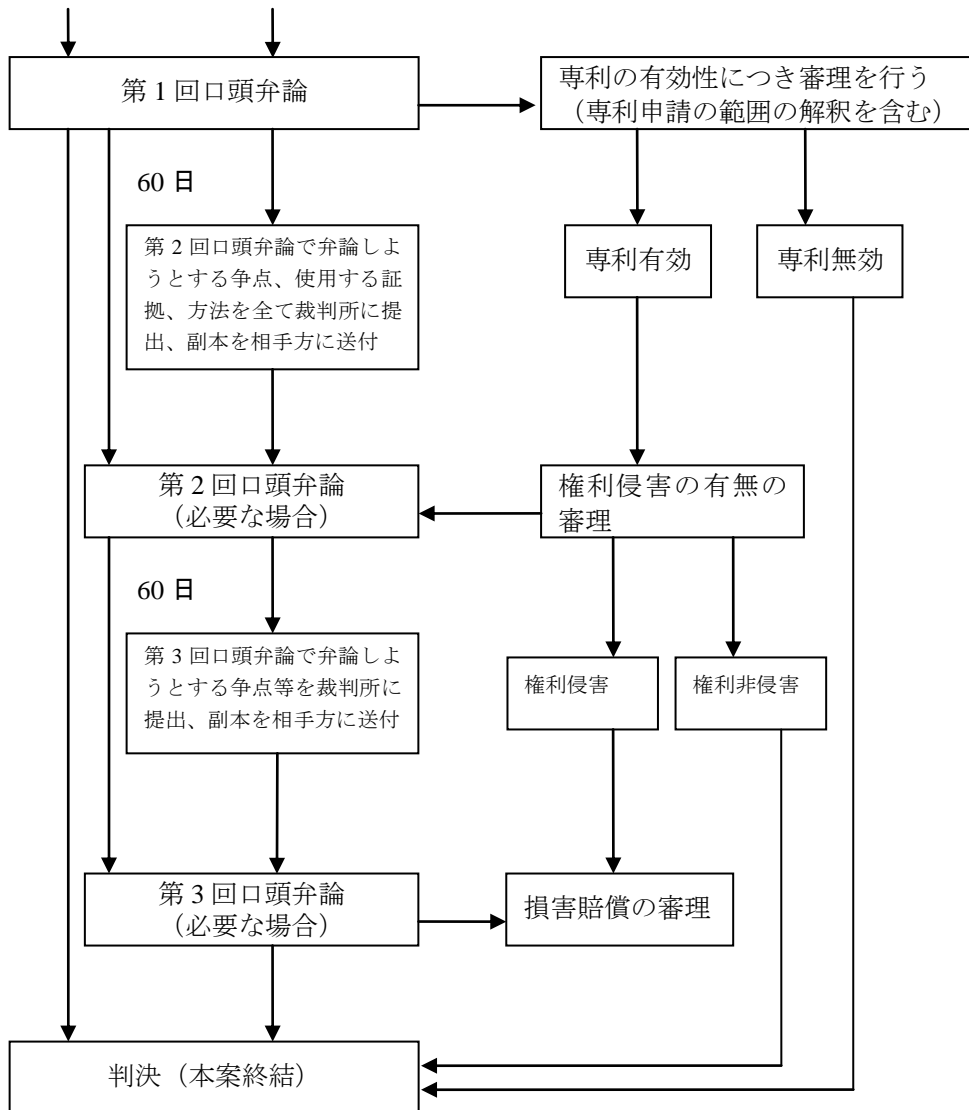 第 1 回口頭弁論
専利の有効性につき審理を行う
（専利申請の範囲の解釈を含む）
60 日
第 2 回口頭弁論で弁論しよ
うとする争点、使用する証
拠、方法を全て裁判所に提
出、副本を相手方に送付
専利有効
専利無効
第 2 回口頭弁論
（必要な場合）
権利侵害の有無の
審理
60 日
第 3 回口頭弁論で弁論しよ
うとする争点等を裁判所に
提出、副本を相手方に送付
権利侵害
権利非侵害
第 3 回口頭弁論
（必要な場合）
損害賠償の審理
判決（本案終結）